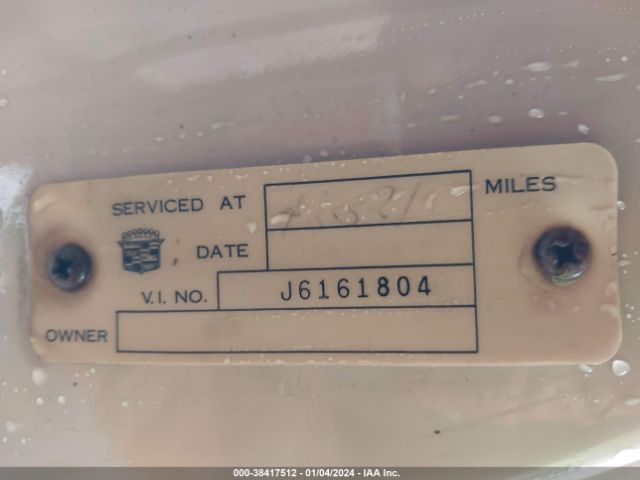 SERVICED AT MILES
DATE
V.I. NO. J6161804
OWNER
000-38417512 - 01/04/2024 - IAA Inc.